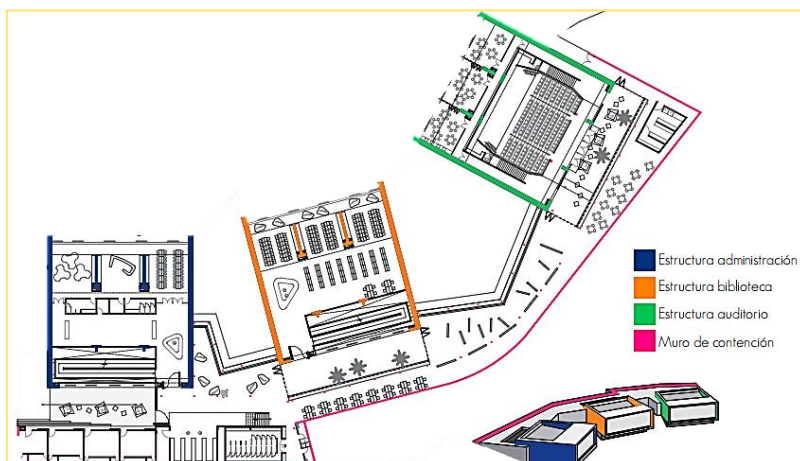 Estructura administración
Estructura biblioteca
Estructura auditorio
Muro de contención